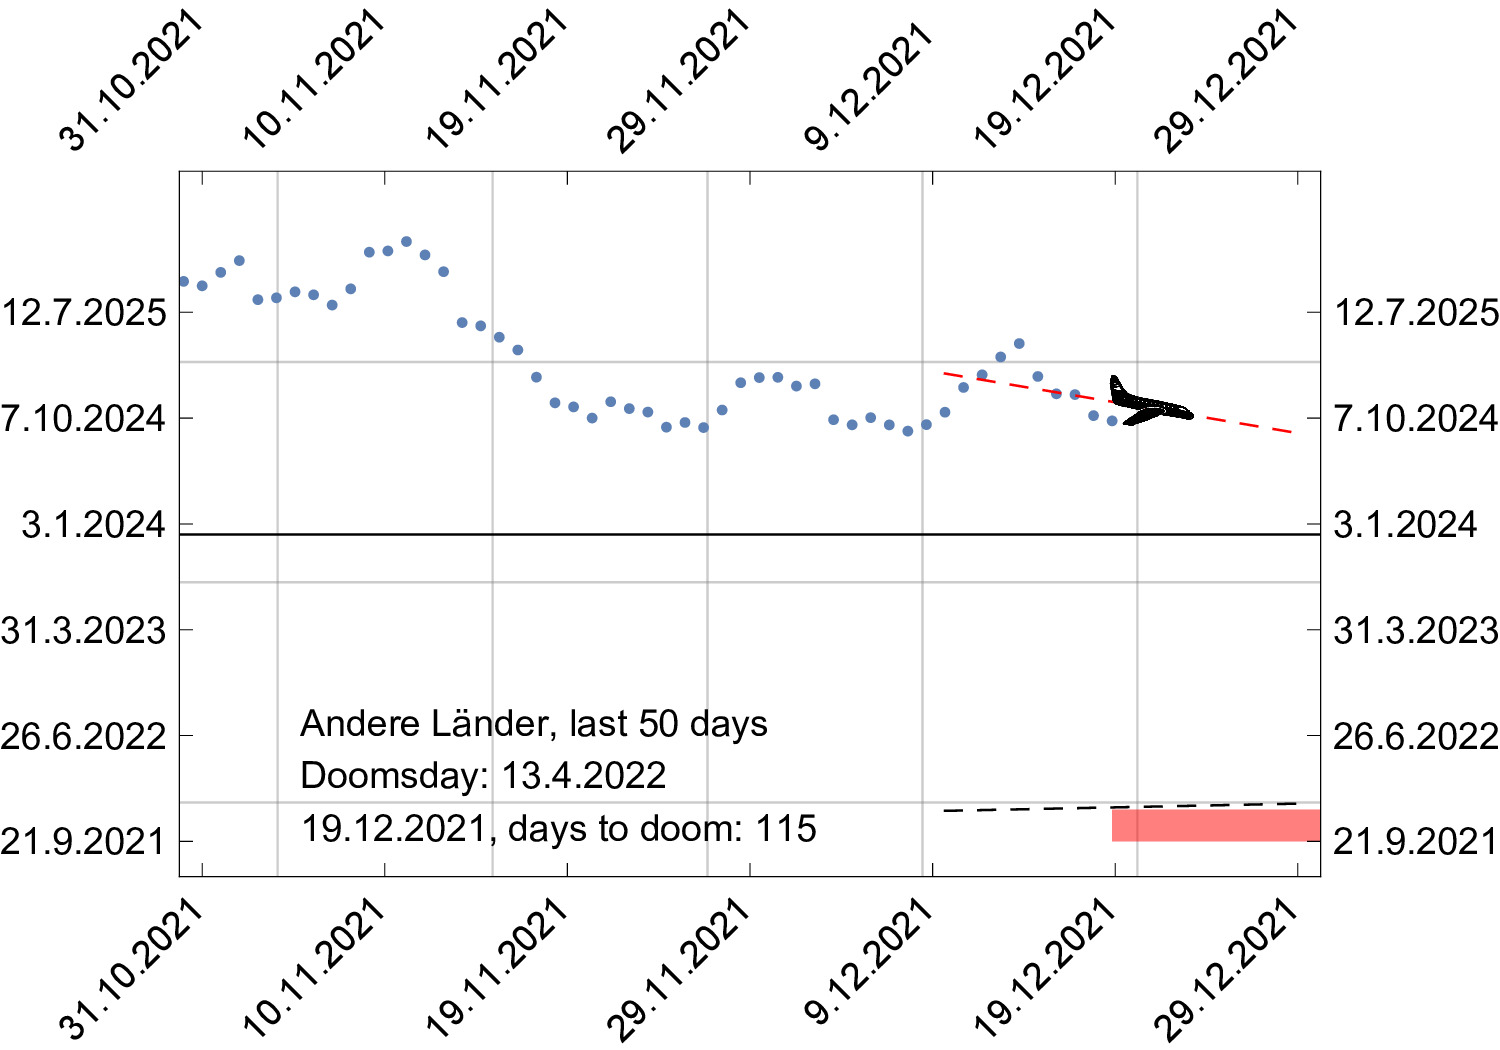 31.10.2021 10.11.2021 19.11.2021 29.11.2021 9.12.2021 19.12.2021 29.12.2021
12.7.2025 12.7.2025
7.10.2024 7.10.2024
3.1.2024 3.1.2024
31.3.2023 31.3.2023
26.6.2022 26.6.2022
21.9.2021 21.9.2021
Andere Länder, last 50 days
Doomsday: 13.4.2022
19.12.2021, days to doom: 115
31.10.2021 10.11.2021 19.11.2021 29.11.2021 9.12.2021 19.12.2021 29.12.2021